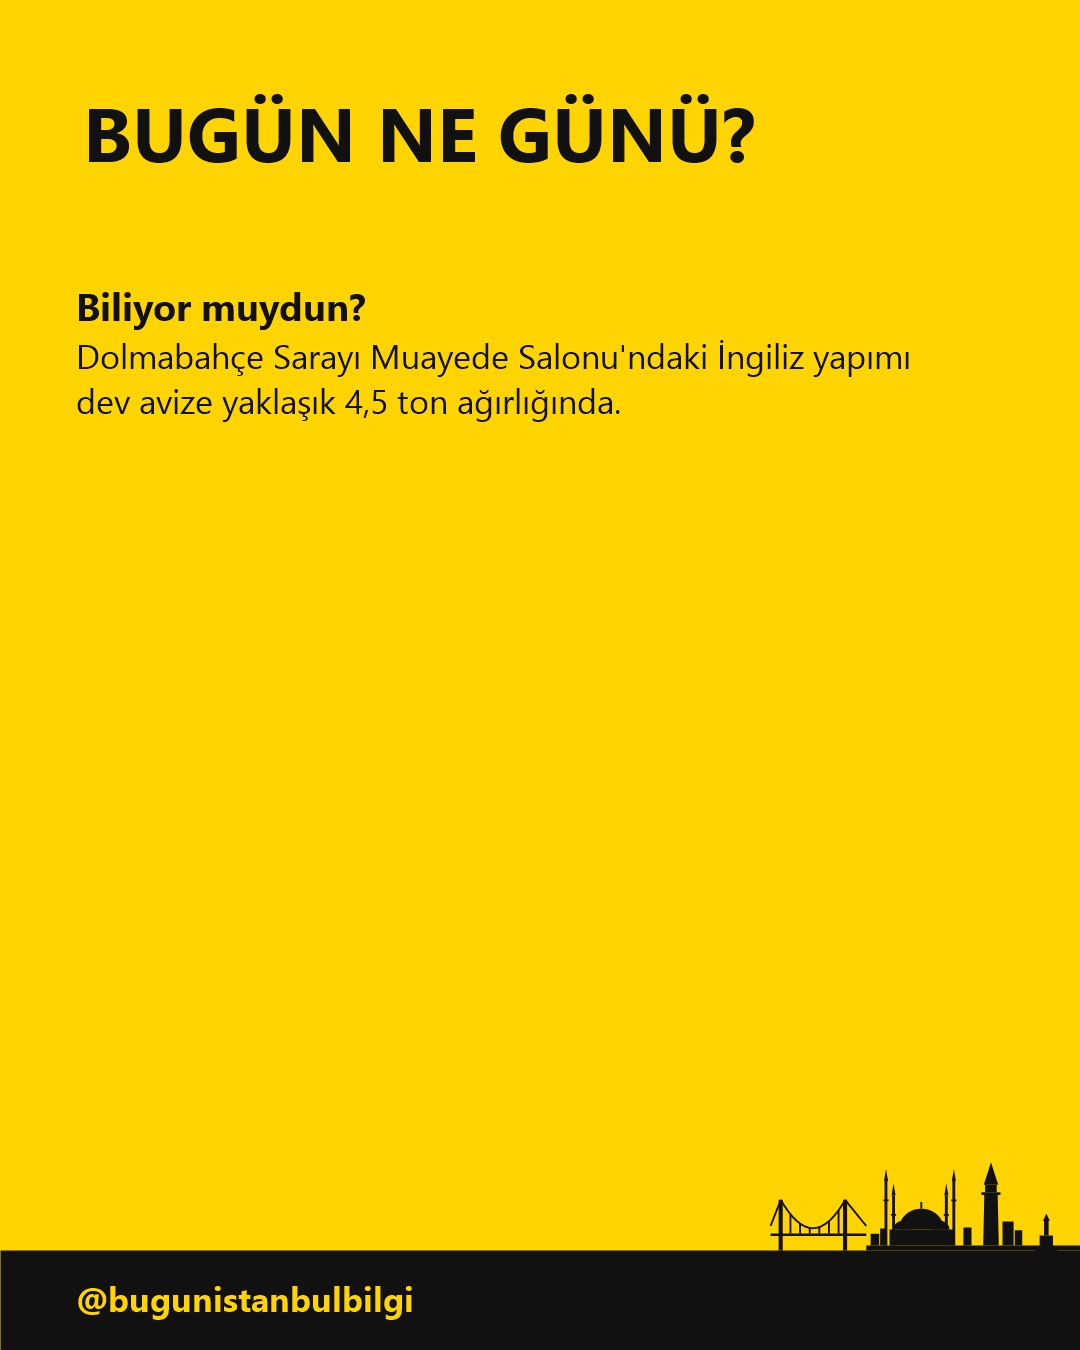 BUGÜN NE GÜNÜ?
Biliyor muydun?
Dolmabahçe Sarayı Muayede Salonu'ndaki İngiliz yapımı
dev avize yaklaşık 4,5 ton ağırlığında.
@bugunistanbulbilgi